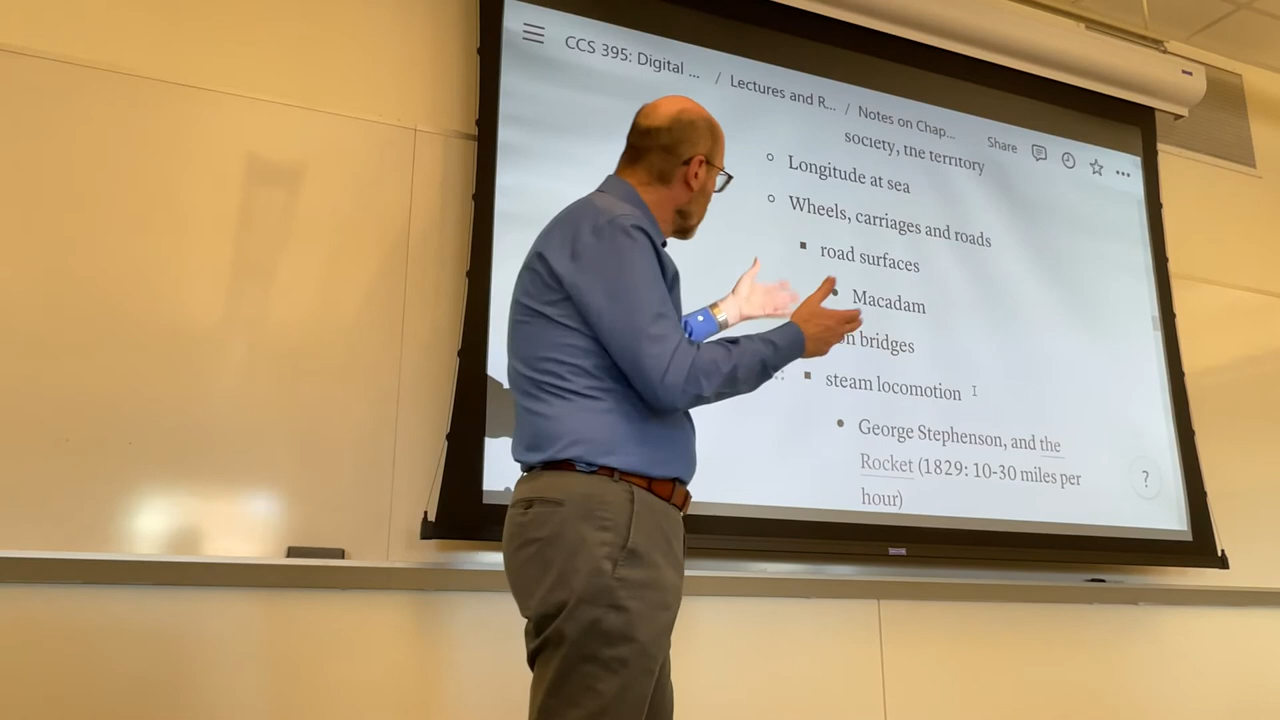 CCS 395: Digital ... / Lectures and R... / Notes on Chap... Share
society, the territory
Longitude at sea
Wheels, carriages and roads
road surfaces
Macadam
bridges
steam locomotion
George Stephenson, and the
Rocket (1829: 10-30 miles per
hour)
?